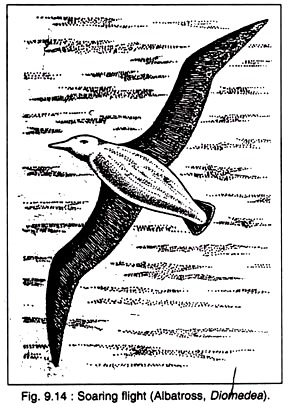 Fig. 9.14 : Soaring flight (Albatross, Diomedea).